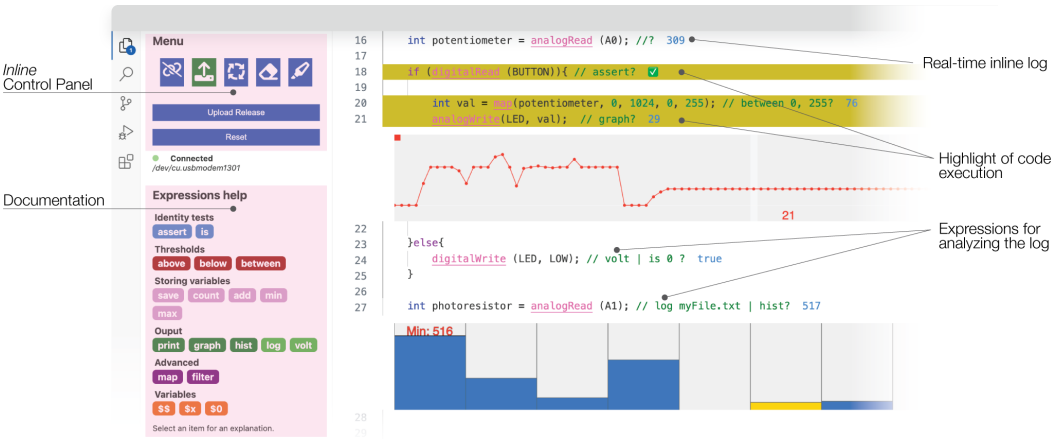 Inline
Control Panel
Documentation
1
Menu
Upload Release
Reset
Connected
/dev/cu.usbmodem1301
Expressions help
Identity tests
assert is
Thresholds
above below between
Storing variables
save count add min
max
Ouput
print graph hist log volt
Advanced
map filter
Variables
$$ $x $0
Select an item for an explanation.
16 int potentiometer = analogRead (A0); //? 309
17
18 if (digitalRead (BUTTON)){ // assert? ✅
19
20 int val = map(potentiometer, 0, 1024, 0, 255); // between 0, 255? 76
21 analogWrite(LED, val); // graph? 29
21
22
23 }else{
24 digitalWrite (LED, LOW); // volt | is 0 ? true
25 }
26
27 int photoresistor = analogRead (A1); // log myFile.txt | hist? 517
Min: 516
28
29
Real-time inline log
Highlight of code
execution
Expressions for
analyzing the log